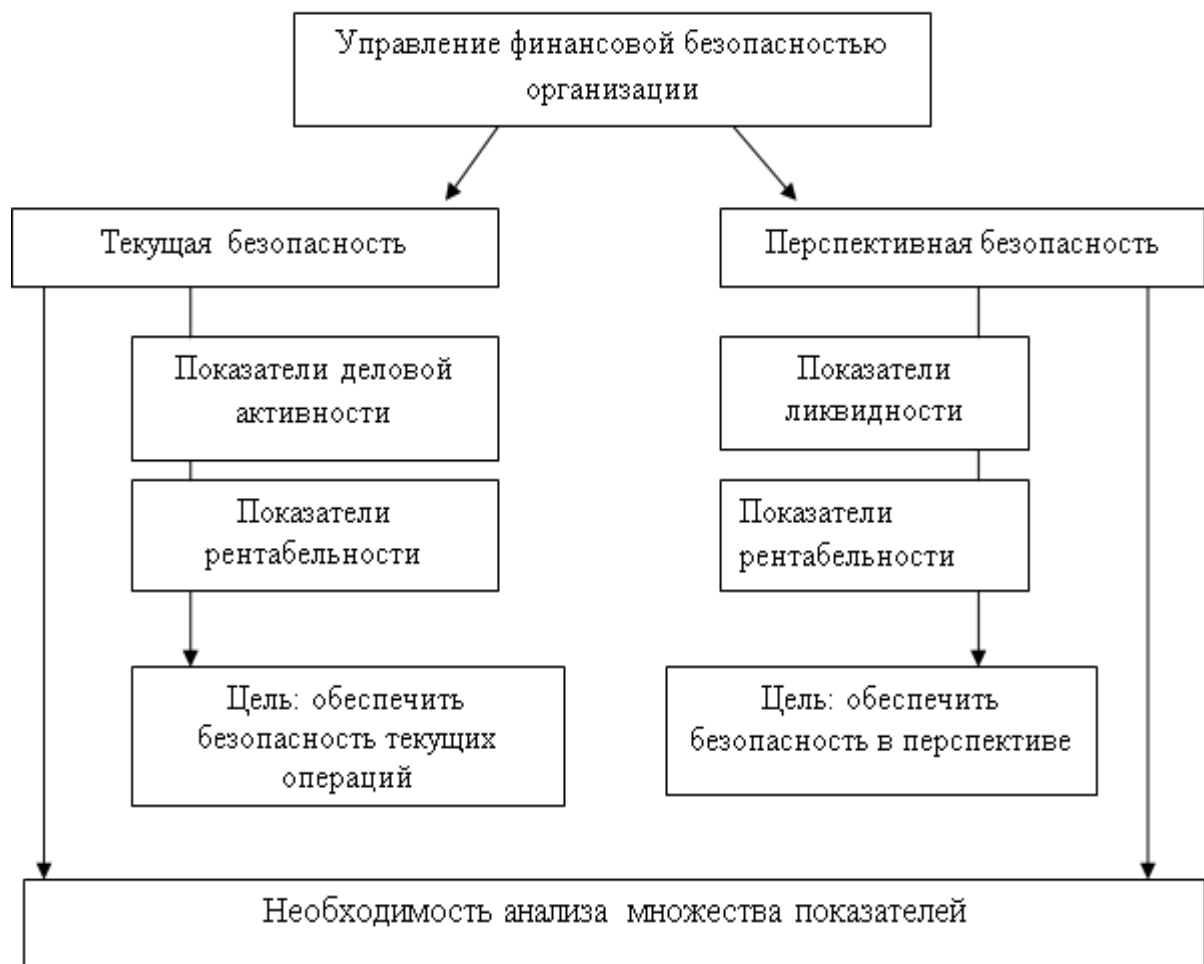 Управление финансовой безопасностью
организации
Текущая безопасность
Перспективная безопасность
Показатели деловой
активности
Показатели
ликвидности
Показатели
рентабельности
Показатели
рентабельности
Цель: обеспечить
безопасность текущих
операций
Цель: обеспечить
безопасность в перспективе
Необходимость анализа множества показателей